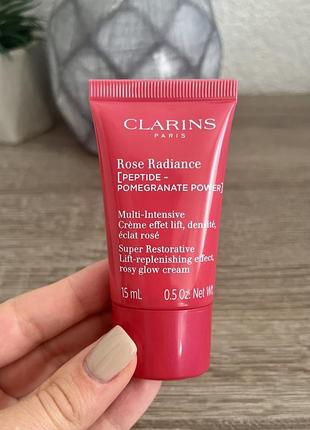 CLARINS
PARIS
Rose Radiance
[PEPTIDE -
POMEGRANATE POWER]
Multi-Intensive
Crème effet lift, densité,
éclat rosé
Super Restorative
Lift-replenishing effect,
rosy glow cream
15 mL 0.5 Oz. Net Wt.